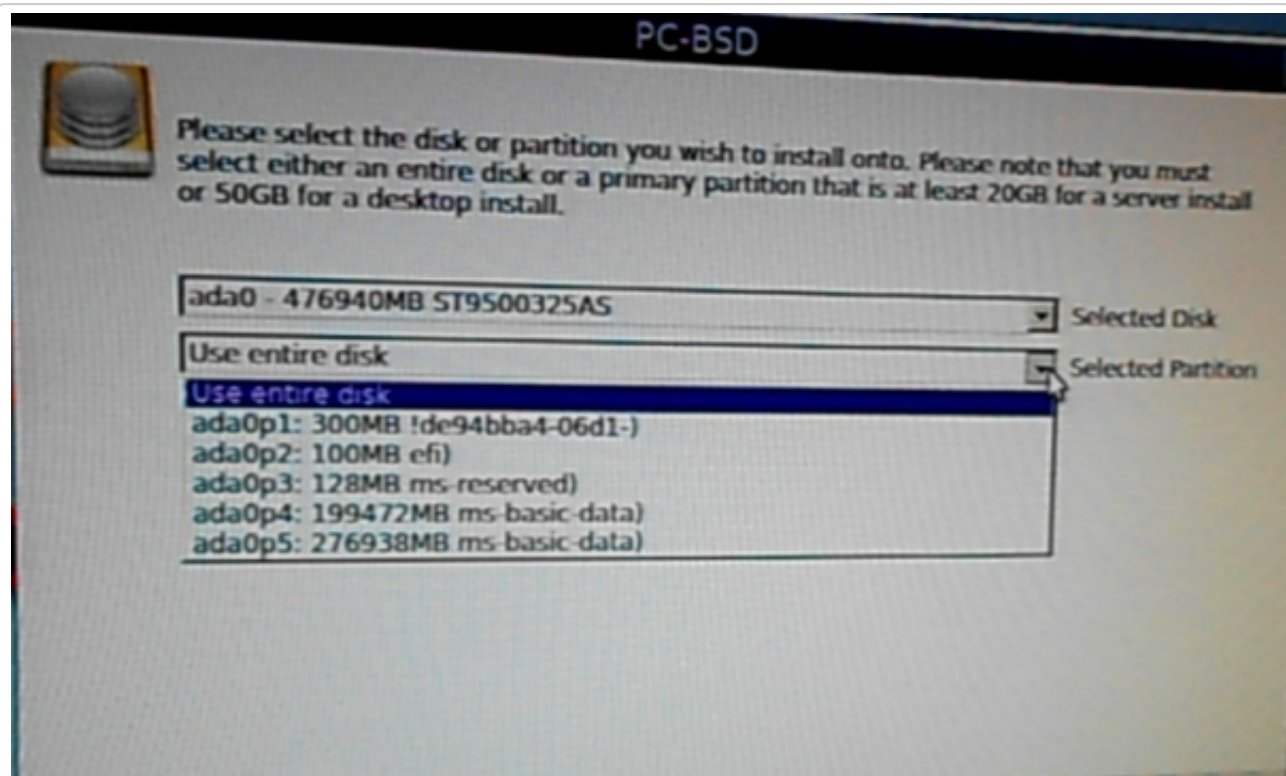 PC-BSD
Please select the disk or partition you wish to install onto. Please note that you must
select either an entire disk or a primary partition that is at least 20GB for a server install
or 50GB for a desktop install.
ada0 - 476940MB ST9500325AS
Selected Disk
Use entire disk
Selected Partition
Use entire disk
ada0p1: 300MB !de94bba4-06d1-)
ada0p2: 100MB efi)
ada0p3: 128MB ms-reserved)
ada0p4: 199472MB ms-basic-data)
ada0p5: 276938MB ms-basic-data)